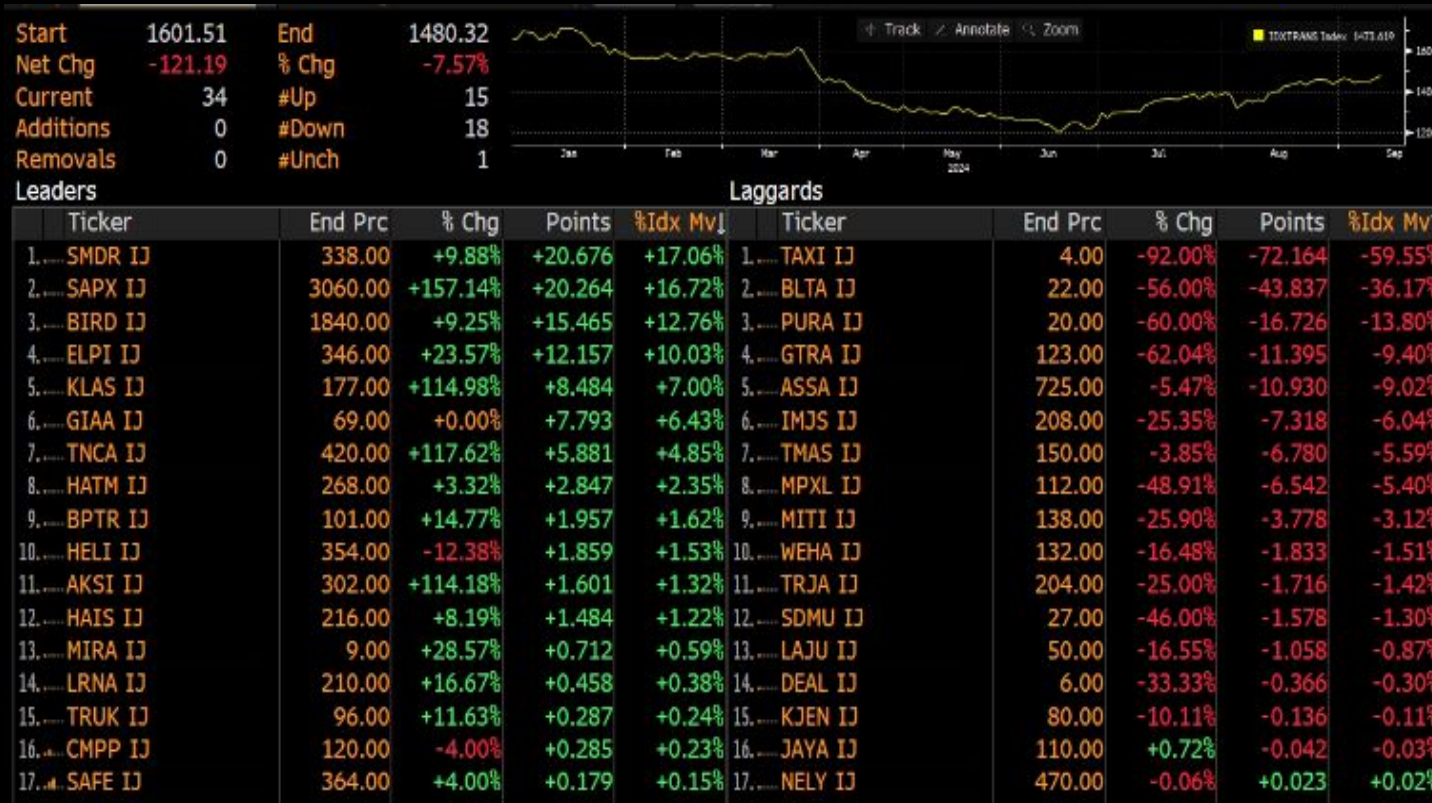 Start 1601.51 End 1480.32
Net Chg -121.19 % Chg -7.57%
Current 34 #Up 15
Additions 0 #Down 18
Removals 0 #Unch 1
Track Annotate Zoom
IDXTRANS Index 1473.619
Jan Feb Mar Apr May Jun Jul Aug Sep
2024
Leaders Laggards
Ticker End Prc % Chg Points %Idx Mv↓ Ticker End Prc % Chg Points %Idx Mv
1. SMDR IJ 338.00 +9.88% +20.676 +17.06% 1. TAXI IJ 4.00 -92.00% -72.164 -59.55%
2. SAPX IJ 3060.00 +157.14% +20.264 +16.72% 2. BLTA IJ 22.00 -56.00% -43.837 -36.17%
3. BIRD IJ 1840.00 +9.25% +15.465 +12.76% 3. PURA IJ 20.00 -60.00% -16.726 -13.80%
4. ELPI IJ 346.00 +23.57% +12.157 +10.03% 4. GTRA IJ 123.00 -62.04% -11.395 -9.40%
5. KLAS IJ 177.00 +114.98% +8.484 +7.00% 5. ASSA IJ 725.00 -5.47% -10.930 -9.02%
6. GIAA IJ 69.00 +0.00% +7.793 +6.43% 6. IMJS IJ 208.00 -25.35% -7.318 -6.04%
7. TNCA IJ 420.00 +117.62% +5.881 +4.85% 7. TMAS IJ 150.00 -3.85% -6.780 -5.59%
8. HATM IJ 268.00 +3.32% +2.847 +2.35% 8. MPXL IJ 112.00 -48.91% -6.542 -5.40%
9. BPTR IJ 101.00 +14.77% +1.957 +1.62% 9. MITI IJ 138.00 -25.90% -3.778 -3.12%
10. HELI IJ 354.00 -12.38% +1.859 +1.53% 10. WEHA IJ 132.00 -16.48% -1.833 -1.51%
11. AKSI IJ 302.00 +114.18% +1.601 +1.32% 11. TRJA IJ 204.00 -25.00% -1.716 -1.42%
12. HAIS IJ 216.00 +8.19% +1.484 +1.22% 12. SDMU IJ 27.00 -46.00% -1.578 -1.30%
13. MIRA IJ 9.00 +28.57% +0.712 +0.59% 13. LAJU IJ 50.00 -16.55% -1.058 -0.87%
14. LRNA IJ 210.00 +16.67% +0.458 +0.38% 14. DEAL IJ 6.00 -33.33% -0.366 -0.30%
15. TRUK IJ 96.00 +11.63% +0.287 +0.24% 15. KJEN IJ 80.00 -10.11% -0.136 -0.11%
16. CMPP IJ 120.00 -4.00% +0.285 +0.23% 16. JAYA IJ 110.00 +0.72% -0.042 -0.03%
17. SAFE IJ 364.00 +4.00% +0.179 +0.15% 17. NELY IJ 470.00 -0.06% +0.023 +0.02%